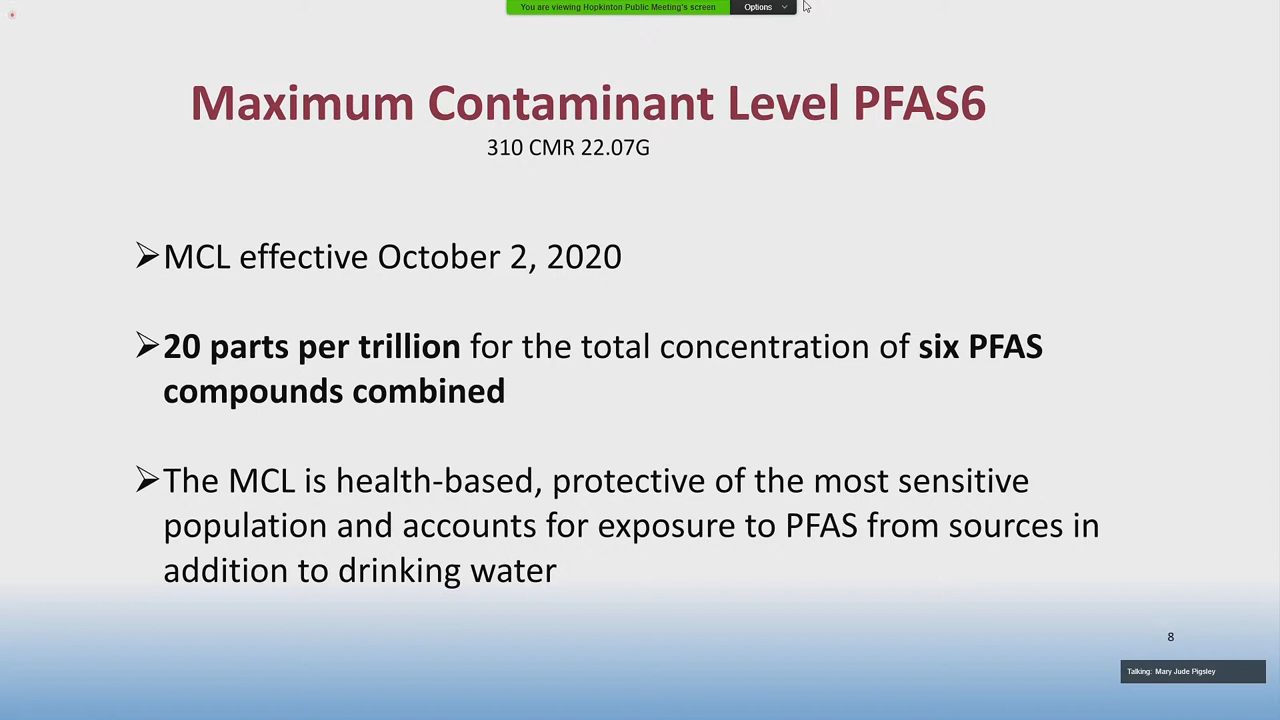 You are viewing Hopkinton Public Meeting's screen
Options
Maximum Contaminant Level PFAS6
310 CMR 22.07G
MCL effective October 2, 2020
20 parts per trillion for the total concentration of six PFAS
compounds combined
The MCL is health-based, protective of the most sensitive
population and accounts for exposure to PFAS from sources in
addition to drinking water
8
Talking: Mary Jude Pigsley